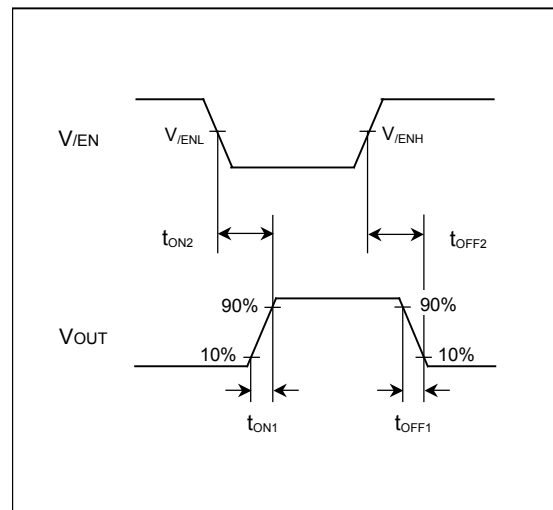 V/EN
V/ENL
V/ENH
tON2
tOFF2
VOUT
90%
90%
10%
10%
tON1
tOFF1